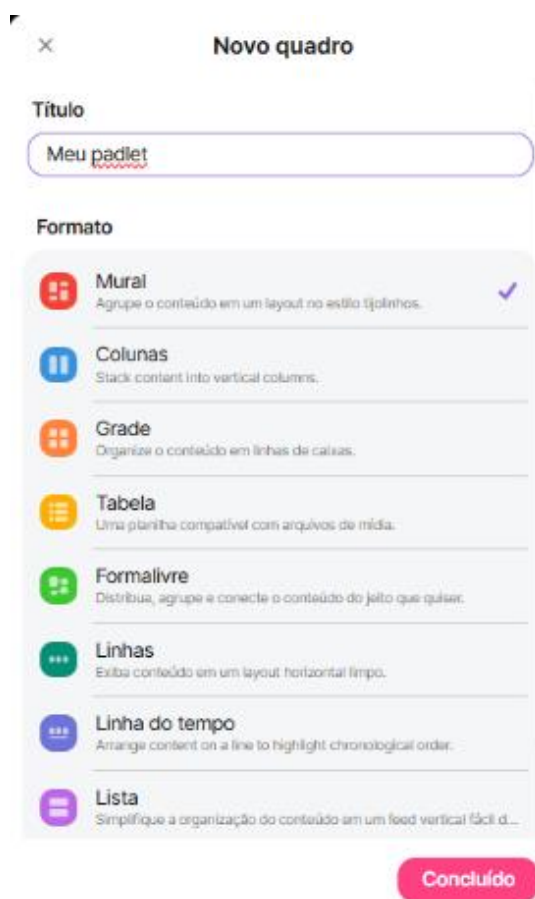 Novo quadro
Título
Meu padlet
Formato
Mural
Agrupe o conteúdo em um layout no estilo tijolinhos.
Colunas
Stack content into vertical columns.
Grade
Organize o conteúdo em linhas de caixas.
Tabela
Uma planilha compatível com arquivos de mídia.
Formalivre
Distribua, agrupe e conecte o conteúdo do jeito que quiser.
Linhas
Exiba conteúdo em um layout horizontal limpo.
Linha do tempo
Arrange content on a line to highlight chronological order.
Lista
Simplifique a organização do conteúdo em um feed vertical fácil d...
Concluído